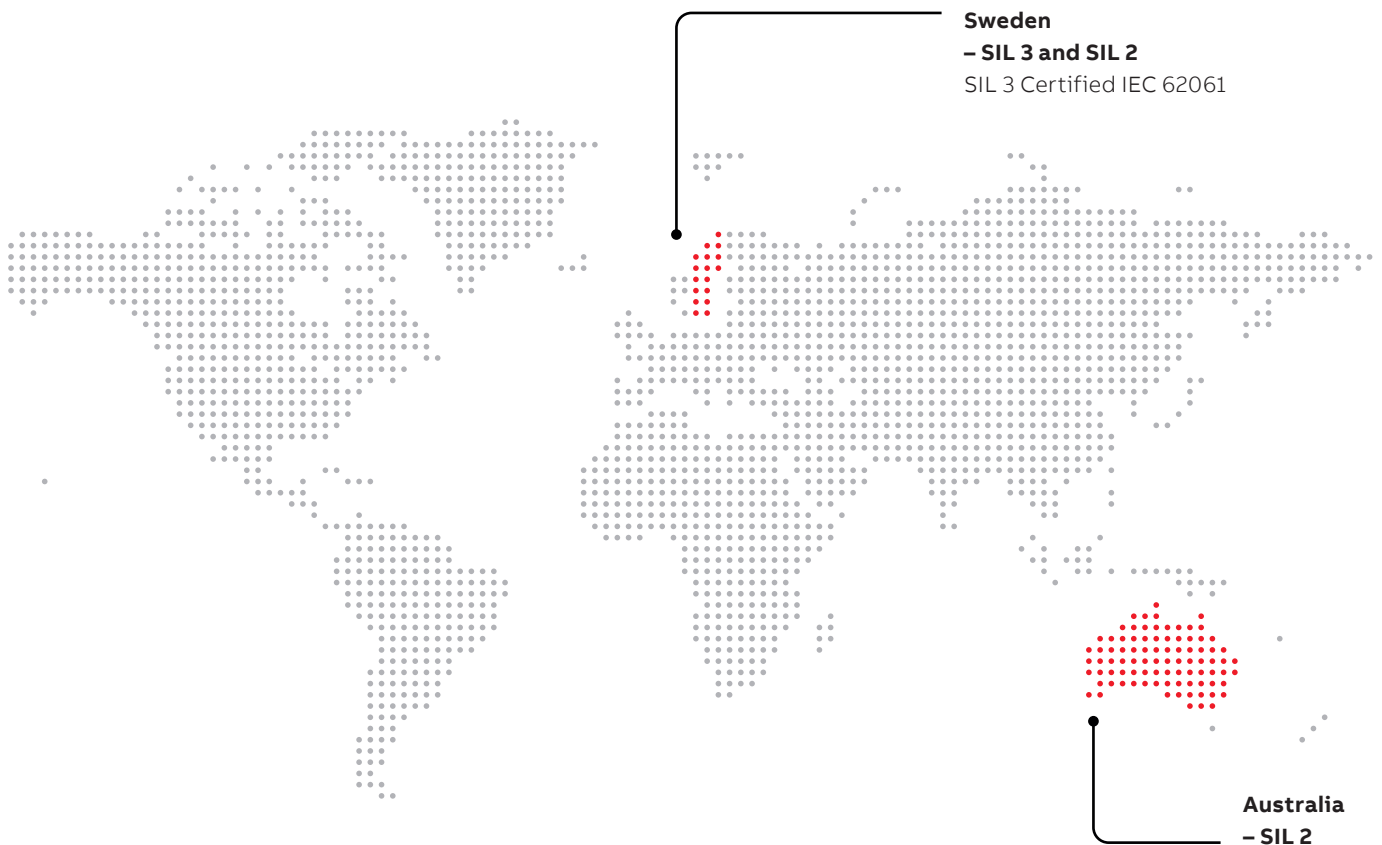 Sweden
– SIL 3 and SIL 2
SIL 3 Certified IEC 62061
Australia
– SIL 2